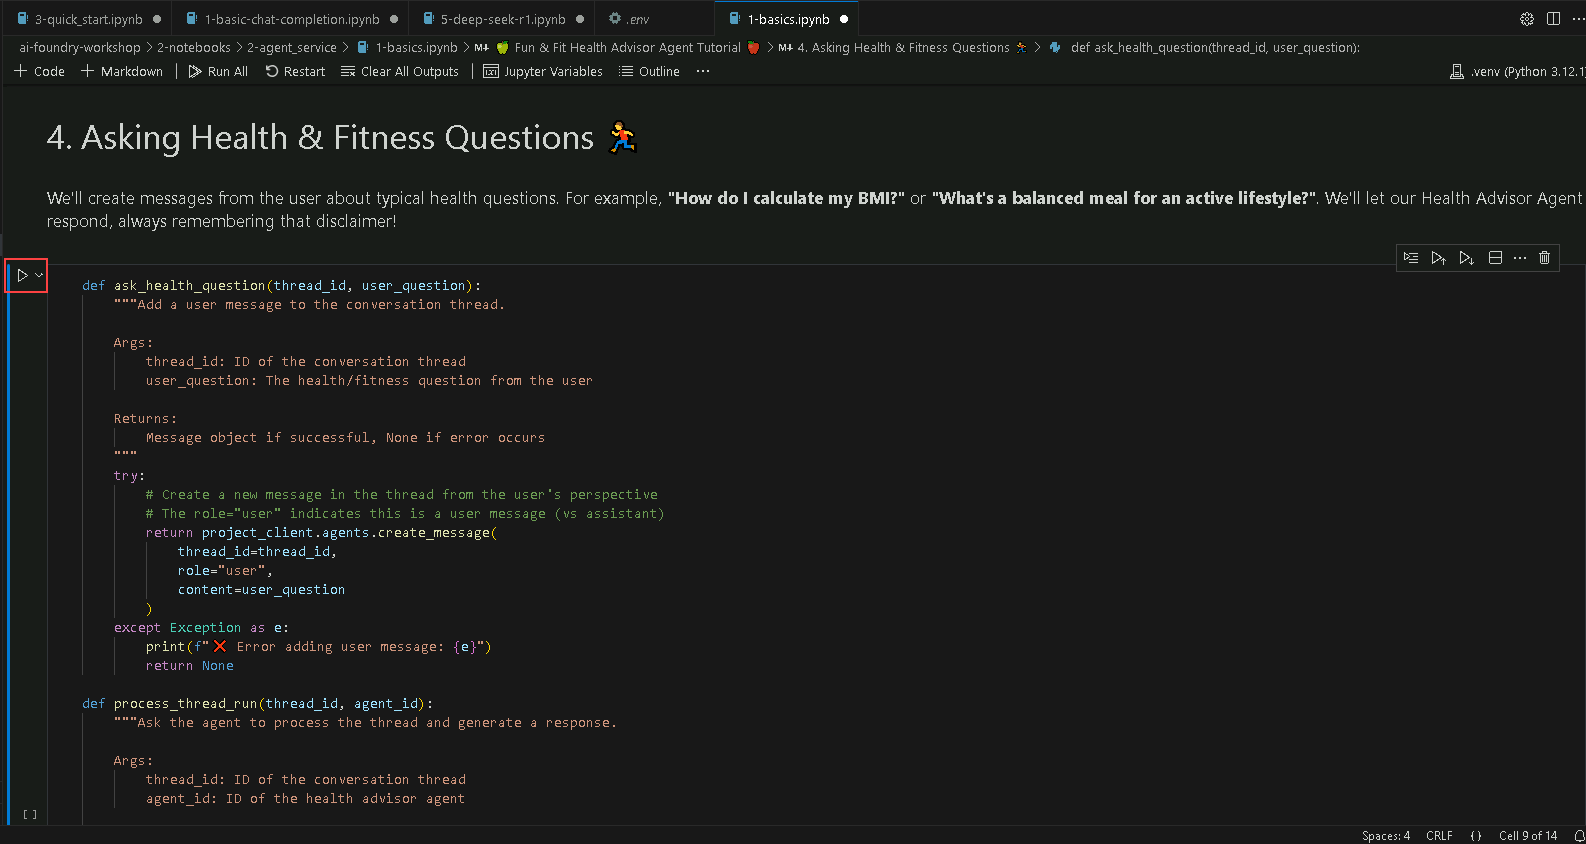 3-quick_start.ipynb 1-basic-chat-completion.ipynb 5-deep-seek-r1.ipynb .env 1-basics.ipynb
ai-foundry-workshop > 2-notebooks > 2-agent_service > 1-basics.ipynb > M↓ 🍏 Fun & Fit Health Advisor Agent Tutorial 🍎 > M↓ 4. Asking Health & Fitness Questions 🏃 > def ask_health_question(thread_id, user_question):
+ Code + Markdown Run All Restart Clear All Outputs Jupyter Variables Outline ··· .venv (Python 3.12.1
4. Asking Health & Fitness Questions 🏃
We'll create messages from the user about typical health questions. For example, "How do I calculate my BMI?" or "What's a balanced meal for an active lifestyle?". We'll let our Health Advisor Agent
respond, always remembering that disclaimer!
def ask_health_question(thread_id, user_question):
"""Add a user message to the conversation thread.
Args:
thread_id: ID of the conversation thread
user_question: The health/fitness question from the user
Returns:
Message object if successful, None if error occurs
"""
try:
# Create a new message in the thread from the user's perspective
# The role="user" indicates this is a user message (vs assistant)
return project_client.agents.create_message(
thread_id=thread_id,
role="user",
content=user_question
)
except Exception as e:
print(f"❌ Error adding user message: {e}")
return None
def process_thread_run(thread_id, agent_id):
"""Ask the agent to process the thread and generate a response.
Args:
thread_id: ID of the conversation thread
agent_id: ID of the health advisor agent
[ ]
Spaces: 4 CRLF {} Cell 9 of 14